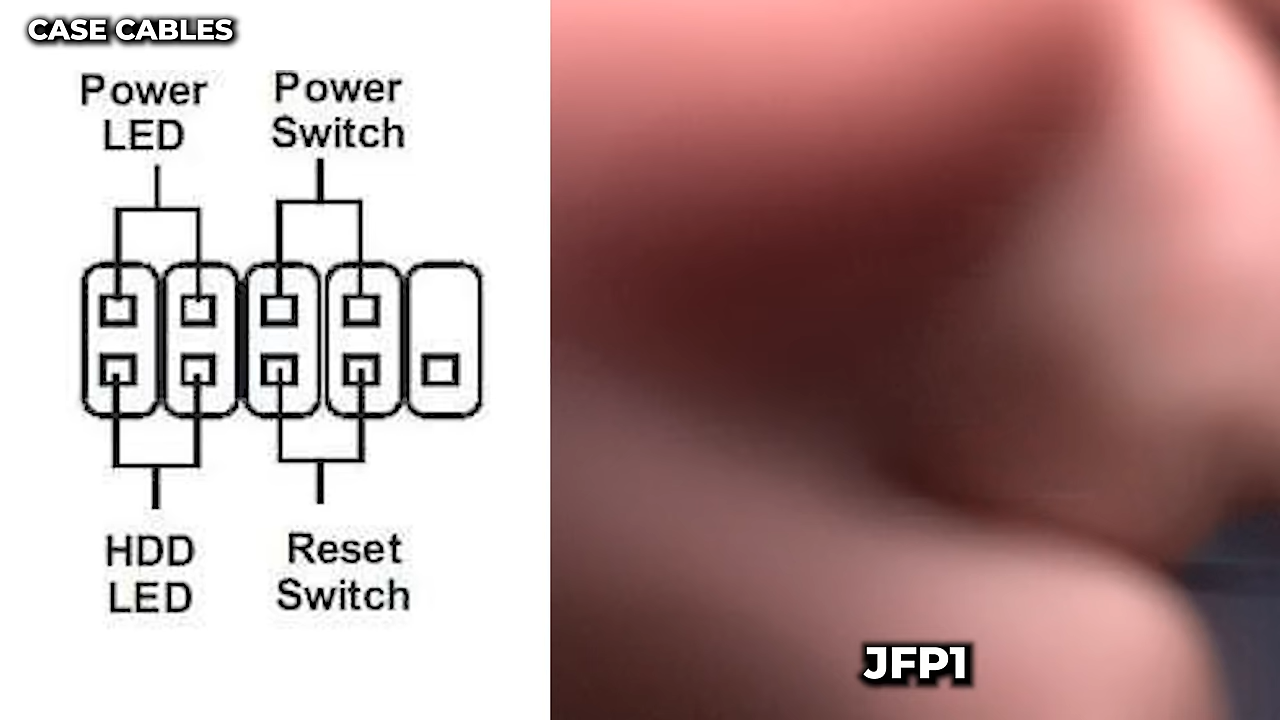 CASE CABLES
Power
LED
Power
Switch
HDD
LED
Reset
Switch
JFP1